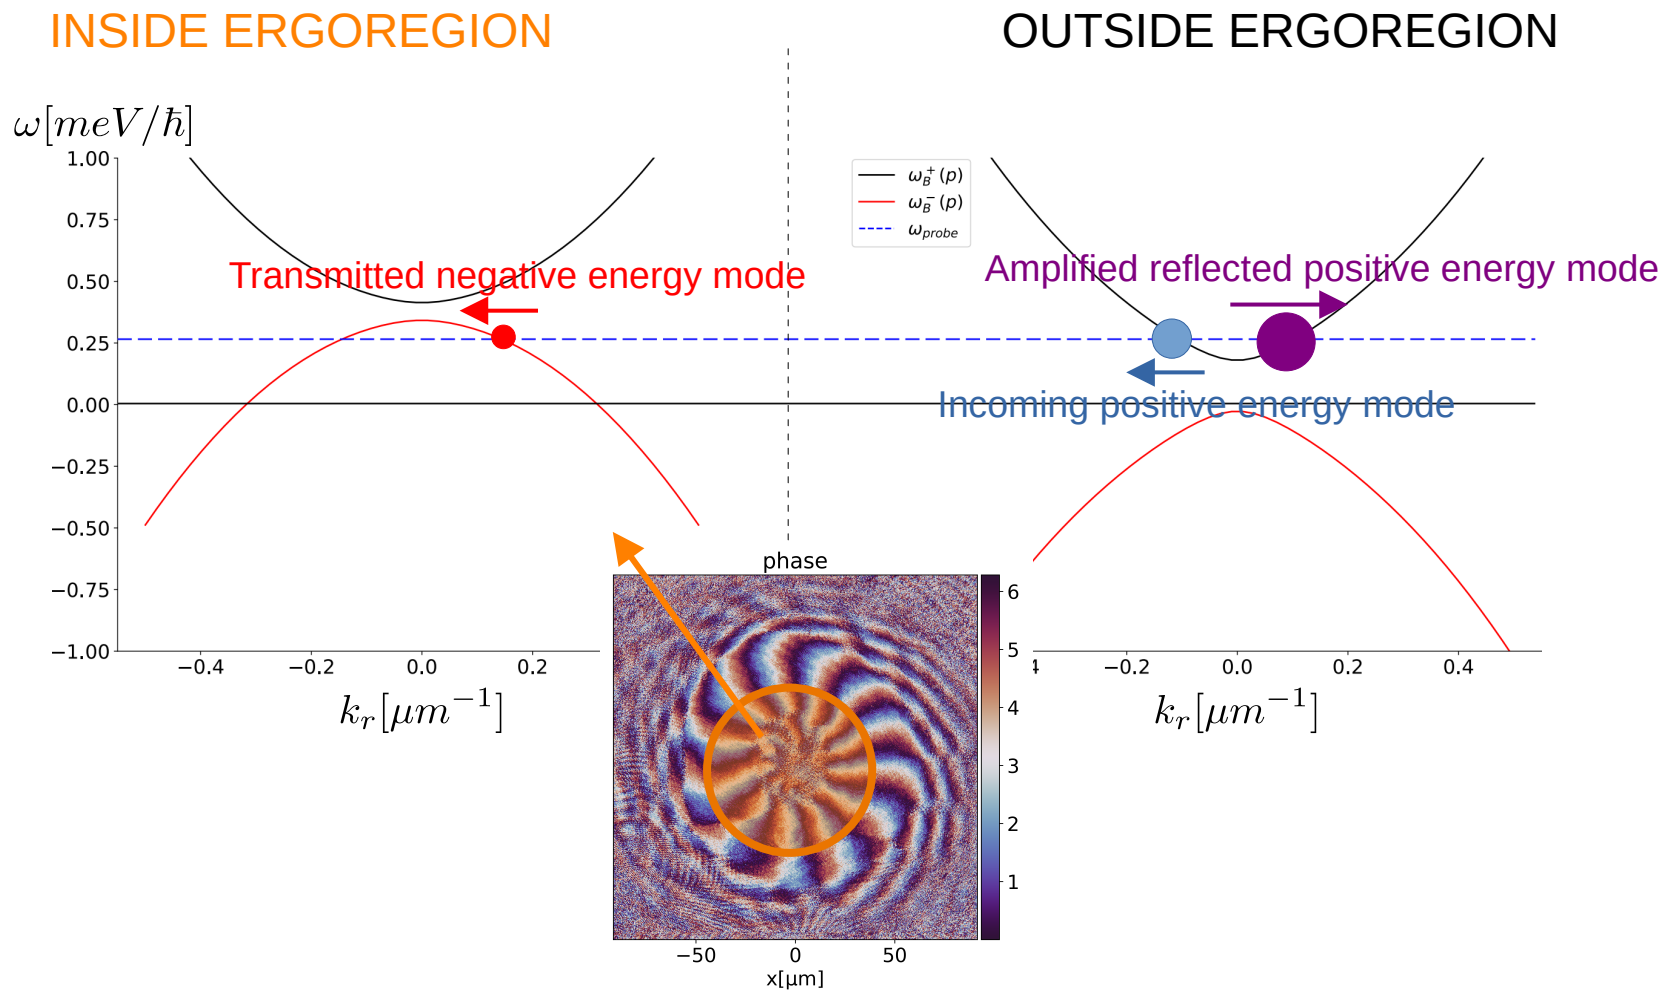 INSIDE ERGOREGION
OUTSIDE ERGOREGION
ω[meV/ħ]
1.00
0.75
0.50
0.25
0.00
−0.25
−0.50
−0.75
−1.00
Transmitted negative energy mode
−0.4 −0.2 0.0 0.2
k_r[μm⁻¹]
ω_B^+(p)
ω_B^−(p)
ω_probe
Amplified reflected positive energy mode
Incoming positive energy mode
4 −0.2 0.0 0.2 0.4
k_r[μm⁻¹]
phase
6
5
4
3
2
1
−50 0 50
x[μm]